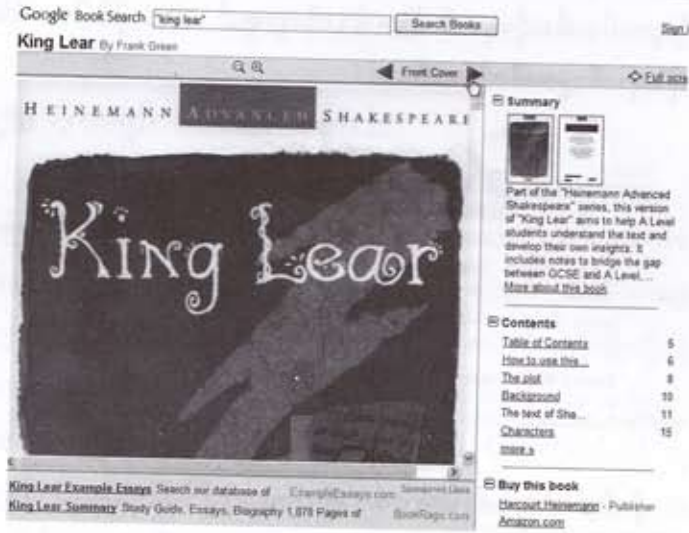 Google Book Search "king lear" Search Books Sign
King Lear By Frank Green
Front Cover Full scre
HEINEMANN ADVANCED SHAKESPEARE
King Lear
Summary
Part of the "Heinemann Advanced
Shakespeare" series, this version
of "King Lear" aims to help A Level
students understand the text and
develop their own insights. It
includes notes to bridge the gap
between GCSE and A Level, ...
More about this book
Contents
Table of Contents 5
How to use this... 6
The plot 8
Background 10
The text of Sha... 11
Characters 15
more »
Buy this book
Harcourt Heinemann - Publisher
Amazon.com
King Lear Example Essays Search our database of ExampleEssays.com Sponsored Links
King Lear Summary Study Guide, Essays, Biography 1,878 Pages of BookRags.com